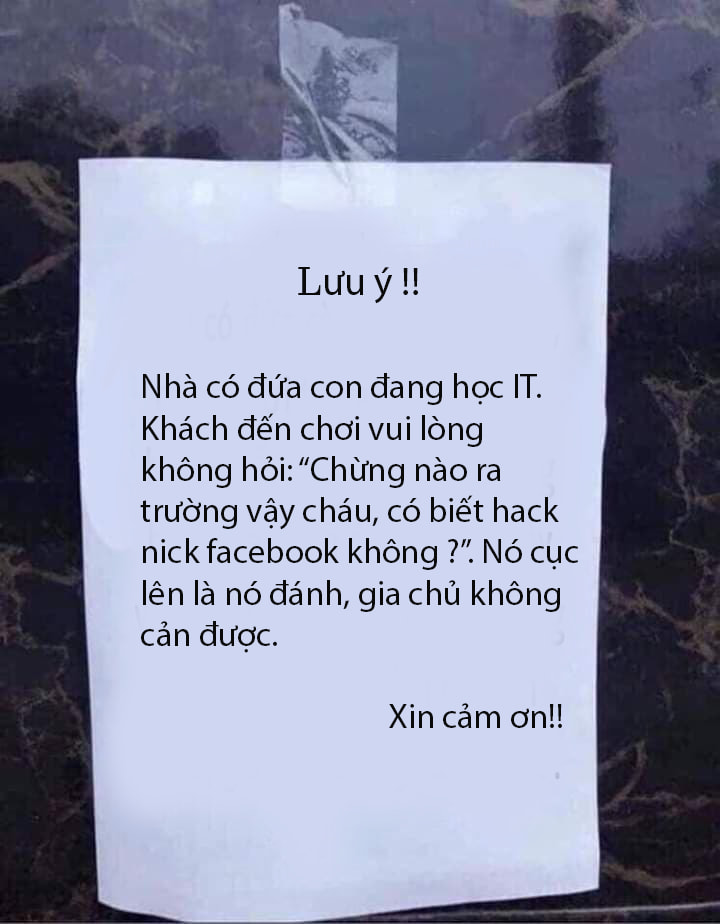 Lưu ý !!
Nhà có đứa con đang học IT.
Khách đến chơi vui lòng
không hỏi: “Chừng nào ra
trường vậy cháu, có biết hack
nick facebook không ?”. Nó cục
lên là nó đánh, gia chủ không
cản được.
Xin cảm ơn!!